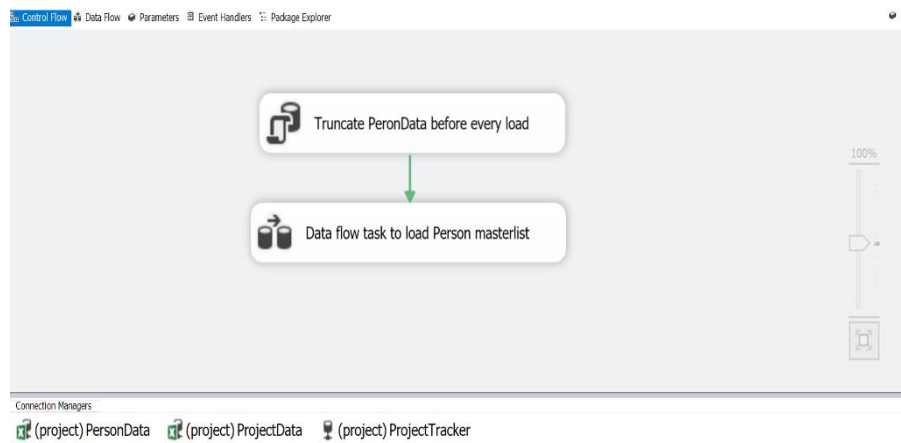 Control Flow Data Flow Parameters Event Handlers Package Explorer
Truncate PeronData before every load
100%
Data flow task to load Person masterlist
Connection Managers
(project) PersonData (project) ProjectData (project) ProjectTracker